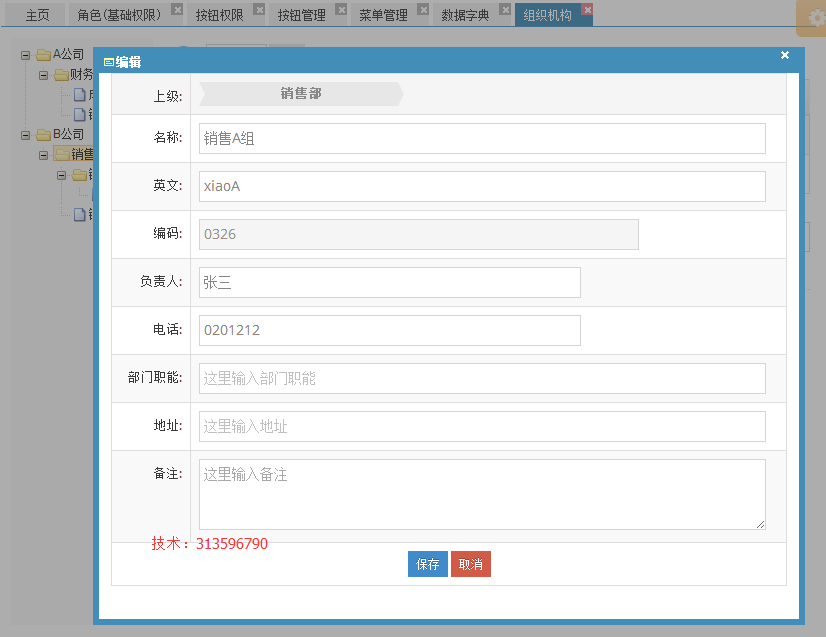 主页 角色(基础权限) 按钮权限 按钮管理 菜单管理 数据字典 组织机构
A公司
财务
B公司
销售
编辑
上级: 销售部
名称: 销售A组
英文: xiaoA
编码: 0326
负责人: 张三
电话: 0201212
部门职能: 这里输入部门职能
地址: 这里输入地址
备注: 这里输入备注
技术：313596790
保存 取消